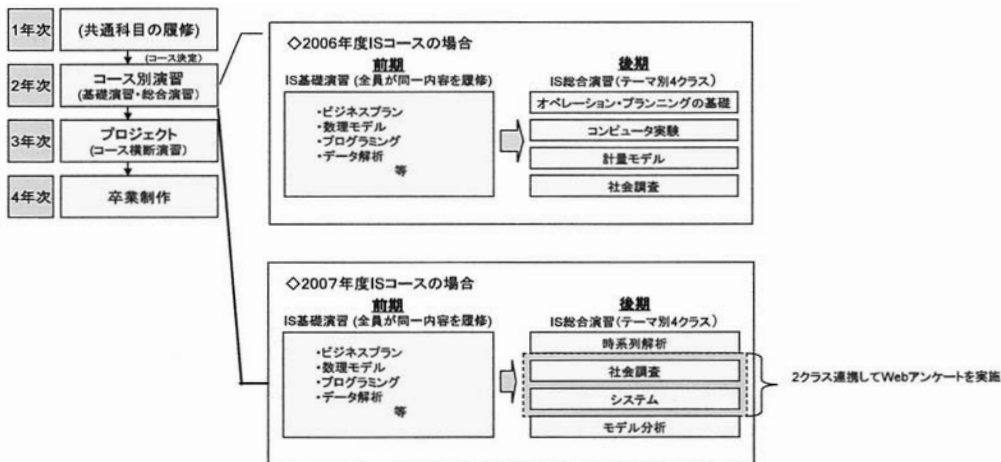 1年次
(共通科目の履修)
(コース決定)
2年次
コース別演習
(基礎演習・総合演習)
3年次
プロジェクト
(コース横断演習)
4年次
卒業制作
◇2006年度ISコースの場合
前期
IS基礎演習 (全員が同一内容を履修)
・ビジネスプラン
・数理モデル
・プログラミング
・データ解析
等
後期
IS総合演習(テーマ別4クラス)
オペレーション・プランニングの基礎
コンピュータ実験
計量モデル
社会調査
◇2007年度ISコースの場合
前期
IS基礎演習 (全員が同一内容を履修)
・ビジネスプラン
・数理モデル
・プログラミング
・データ解析
等
後期
IS総合演習(テーマ別4クラス)
時系列解析
社会調査
システム
モデル分析
2クラス連携してWebアンケートを実施